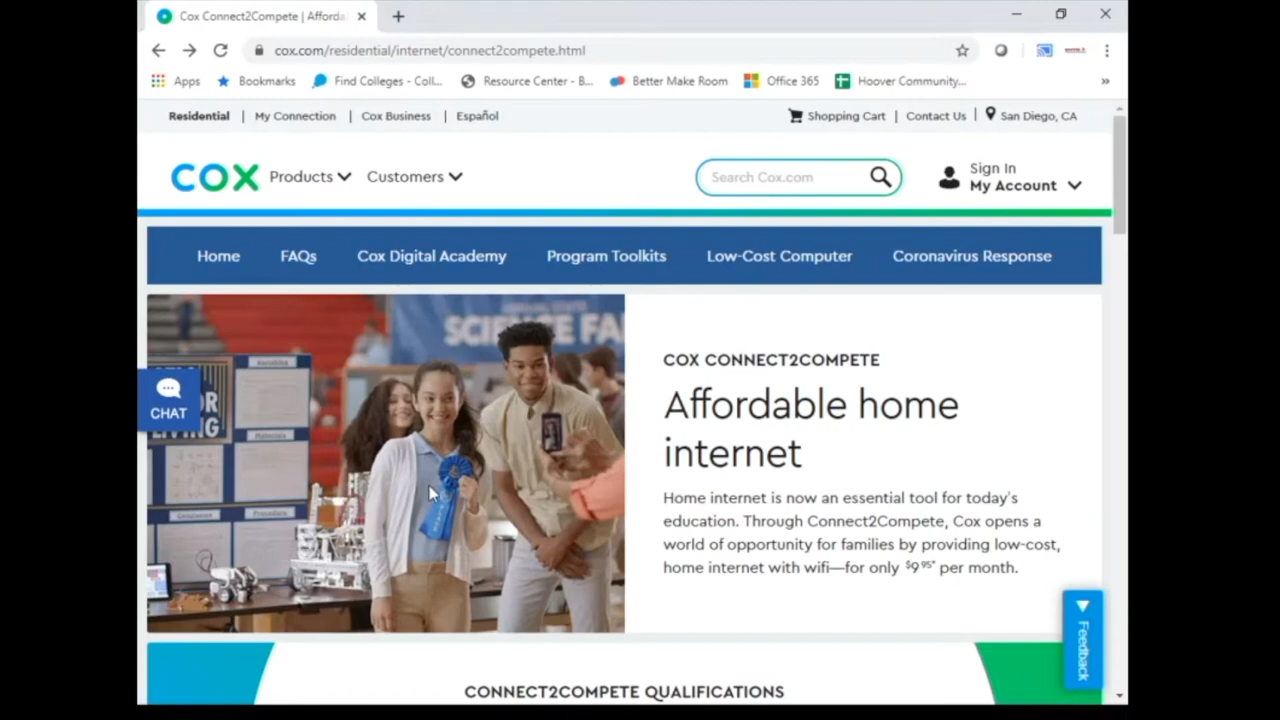 Cox Connect2Compete | Afforda
cox.com/residential/internet/connect2compete.html
Apps Bookmarks Find Colleges - Coll... Resource Center - B... Better Make Room Office 365 Hoover Community... »
Residential | My Connection | Cox Business | Español Shopping Cart | Contact Us | San Diego, CA
COX Products Customers Search Cox.com Sign In
My Account
Home FAQs Cox Digital Academy Program Toolkits Low-Cost Computer Coronavirus Response
SCIENCE FA
OR
LIVING
Materials
Procedure
CHAT
COX CONNECT2COMPETE
Affordable home
internet
Home internet is now an essential tool for today's
education. Through Connect2Compete, Cox opens a
world of opportunity for families by providing low-cost,
home internet with wifi—for only $9.95* per month.
Feedback
CONNECT2COMPETE QUALIFICATIONS